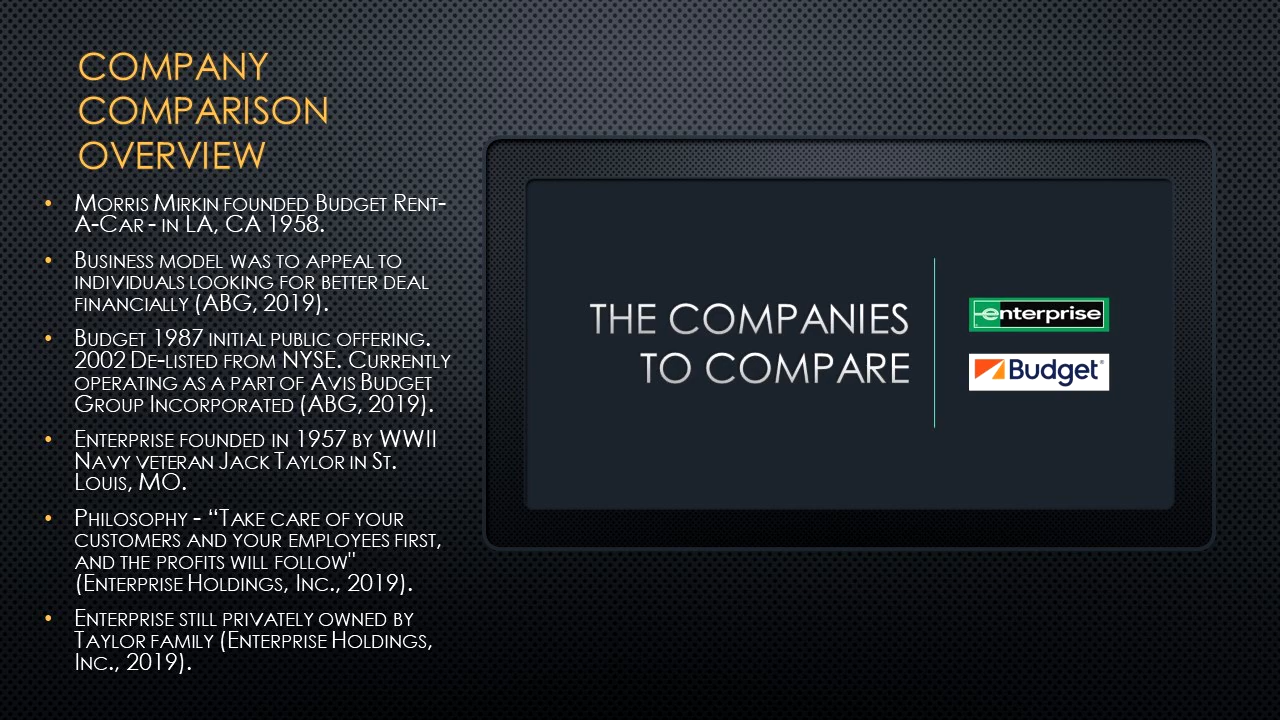 COMPANY
COMPARISON
OVERVIEW
• MORRIS MIRKIN FOUNDED BUDGET RENT-
A-CAR - IN LA, CA 1958.
• BUSINESS MODEL WAS TO APPEAL TO
INDIVIDUALS LOOKING FOR BETTER DEAL
FINANCIALLY (ABG, 2019).
• BUDGET 1987 INITIAL PUBLIC OFFERING.
2002 DE-LISTED FROM NYSE. CURRENTLY
OPERATING AS A PART OF AVIS BUDGET
GROUP INCORPORATED (ABG, 2019).
• ENTERPRISE FOUNDED IN 1957 BY WWII
NAVY VETERAN JACK TAYLOR IN ST.
LOUIS, MO.
• PHILOSOPHY - “TAKE CARE OF YOUR
CUSTOMERS AND YOUR EMPLOYEES FIRST,
AND THE PROFITS WILL FOLLOW"
(ENTERPRISE HOLDINGS, INC., 2019).
• ENTERPRISE STILL PRIVATELY OWNED BY
TAYLOR FAMILY (ENTERPRISE HOLDINGS,
INC., 2019).
THE COMPANIES
TO COMPARE
enterprise
Budget®